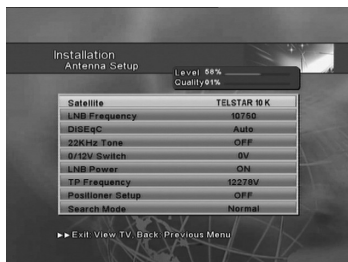 Installation
Antenna Setup
Level 58%
Quality 01%
Satellite TELSTAR 10 K
LNB Frequency 10750
DiSEqC Auto
22KHz Tone OFF
0/12V Switch 0V
LNB Power ON
TP Frequency 12278V
Positioner Setup OFF
Search Mode Normal
▶▶Exit: View TV, Back: Previous Menu